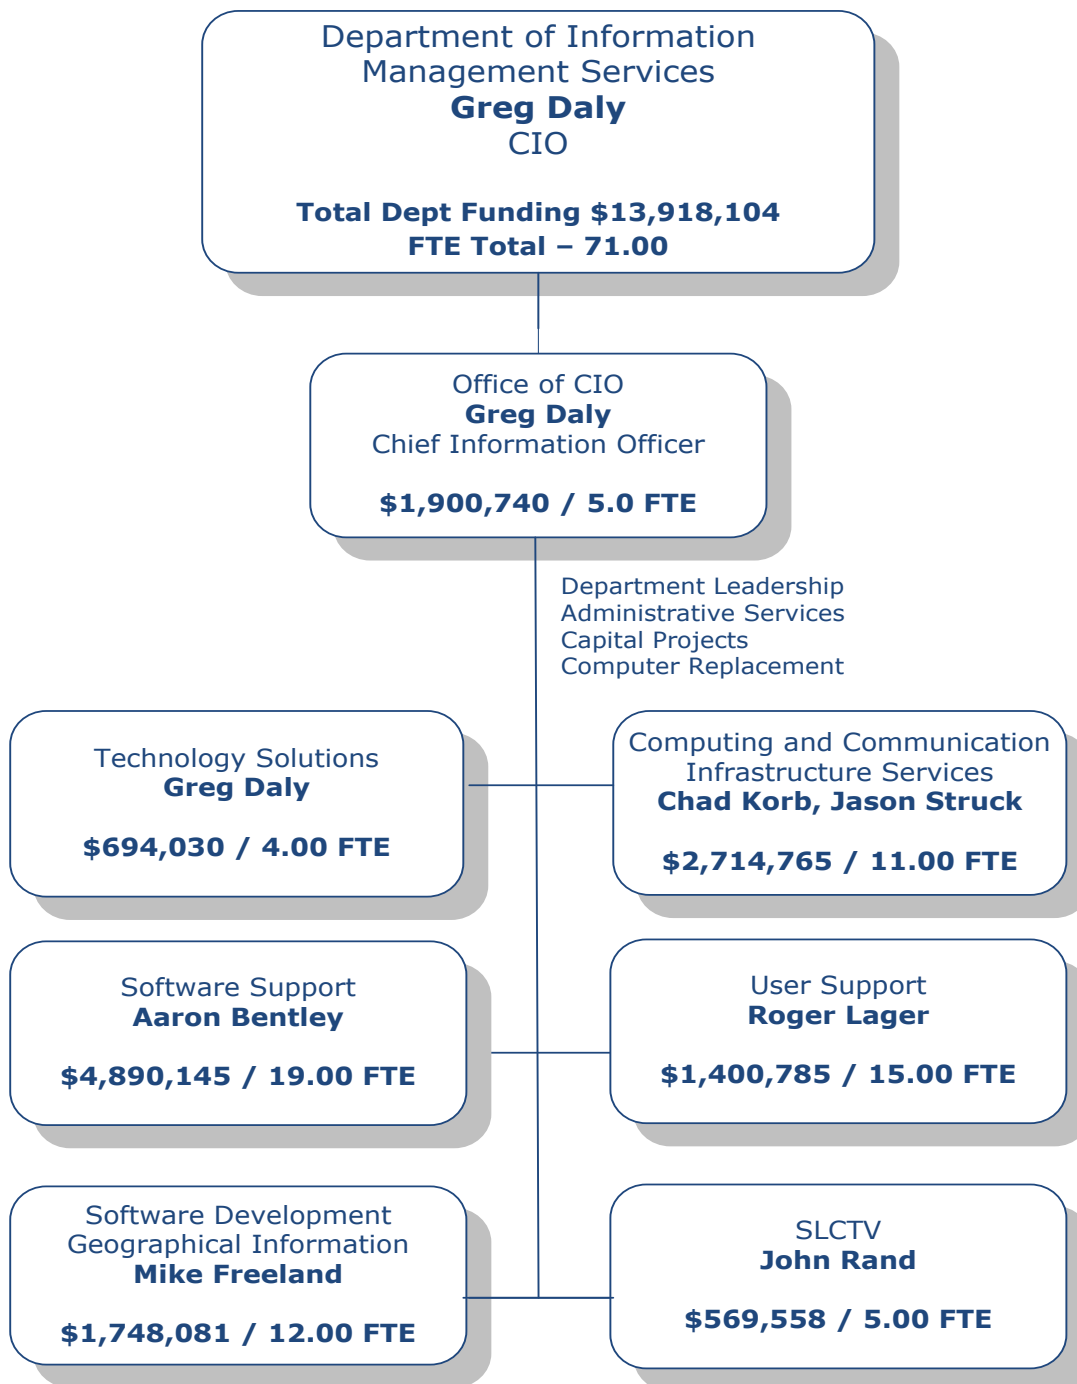 Department of Information
Management Services
Greg Daly
CIO
Total Dept Funding $13,918,104
FTE Total – 71.00
Office of CIO
Greg Daly
Chief Information Officer
$1,900,740 / 5.0 FTE
Department Leadership
Administrative Services
Capital Projects
Computer Replacement
Technology Solutions
Greg Daly
$694,030 / 4.00 FTE
Computing and Communication
Infrastructure Services
Chad Korb, Jason Struck
$2,714,765 / 11.00 FTE
Software Support
Aaron Bentley
$4,890,145 / 19.00 FTE
User Support
Roger Lager
$1,400,785 / 15.00 FTE
Software Development
Geographical Information
Mike Freeland
$1,748,081 / 12.00 FTE
SLCTV
John Rand
$569,558 / 5.00 FTE